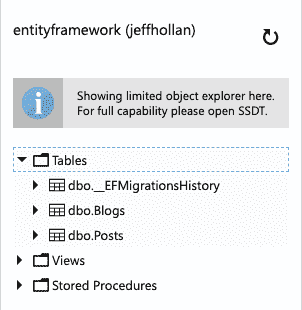 entityframework (jeffhollan)
Showing limited object explorer here.
For full capability please open SSDT.
Tables
dbo.__EFMigrationsHistory
dbo.Blogs
dbo.Posts
Views
Stored Procedures